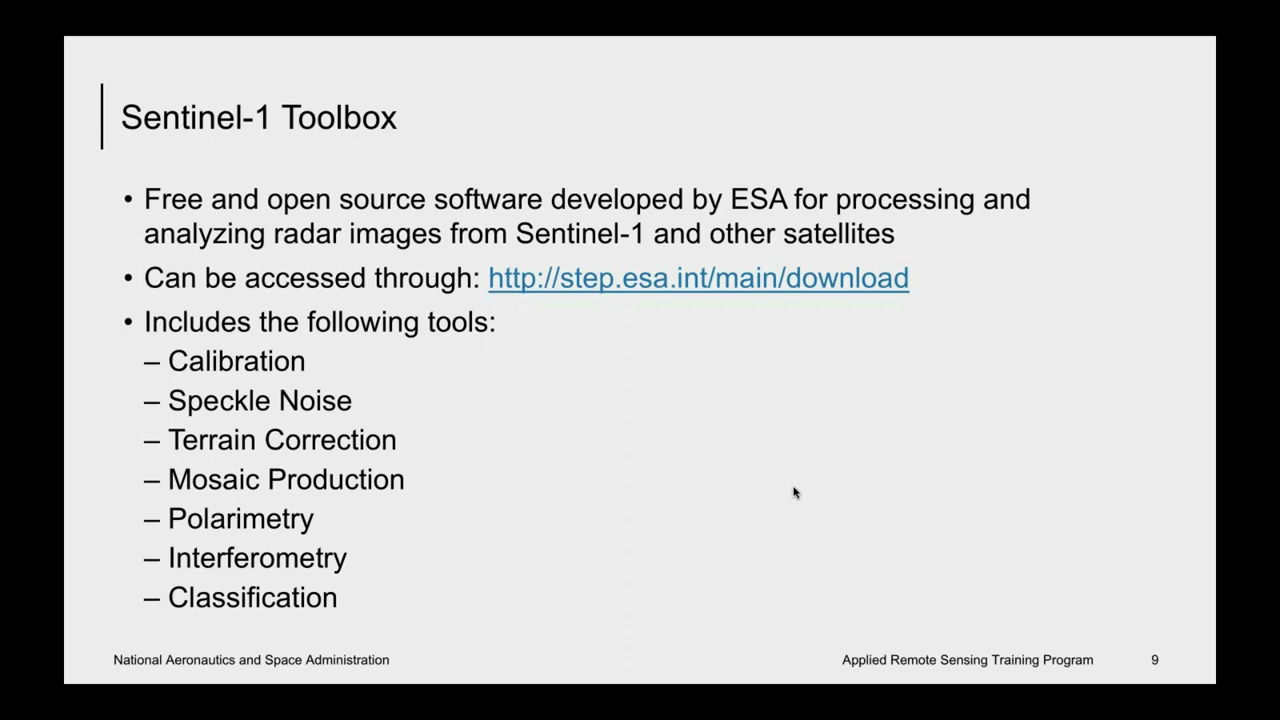 Sentinel-1 Toolbox
• Free and open source software developed by ESA for processing and
analyzing radar images from Sentinel-1 and other satellites
• Can be accessed through: http://step.esa.int/main/download
• Includes the following tools:
– Calibration
– Speckle Noise
– Terrain Correction
– Mosaic Production
– Polarimetry
– Interferometry
– Classification
National Aeronautics and Space Administration
Applied Remote Sensing Training Program 9